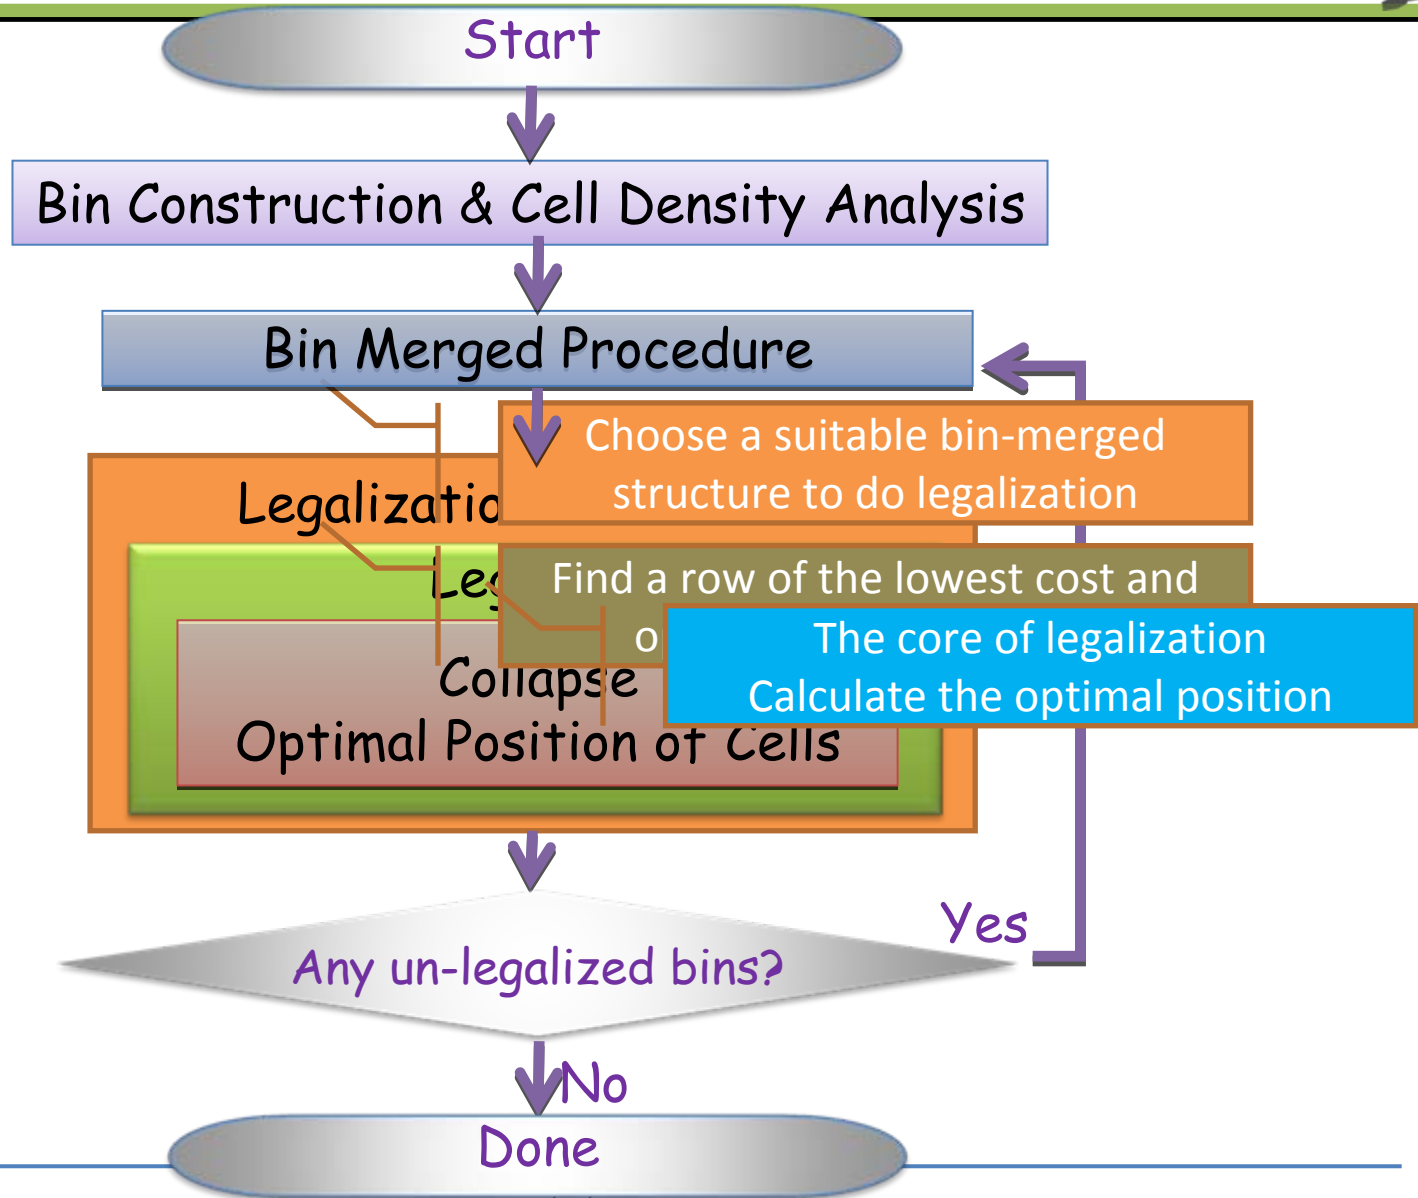 Start
Bin Construction & Cell Density Analysis
Bin Merged Procedure
Choose a suitable bin-merged
structure to do legalization
Find a row of the lowest cost and
The core of legalization
Calculate the optimal position
Collapse
Optimal Position of Cells
Yes
Any un-legalized bins?
No
Done